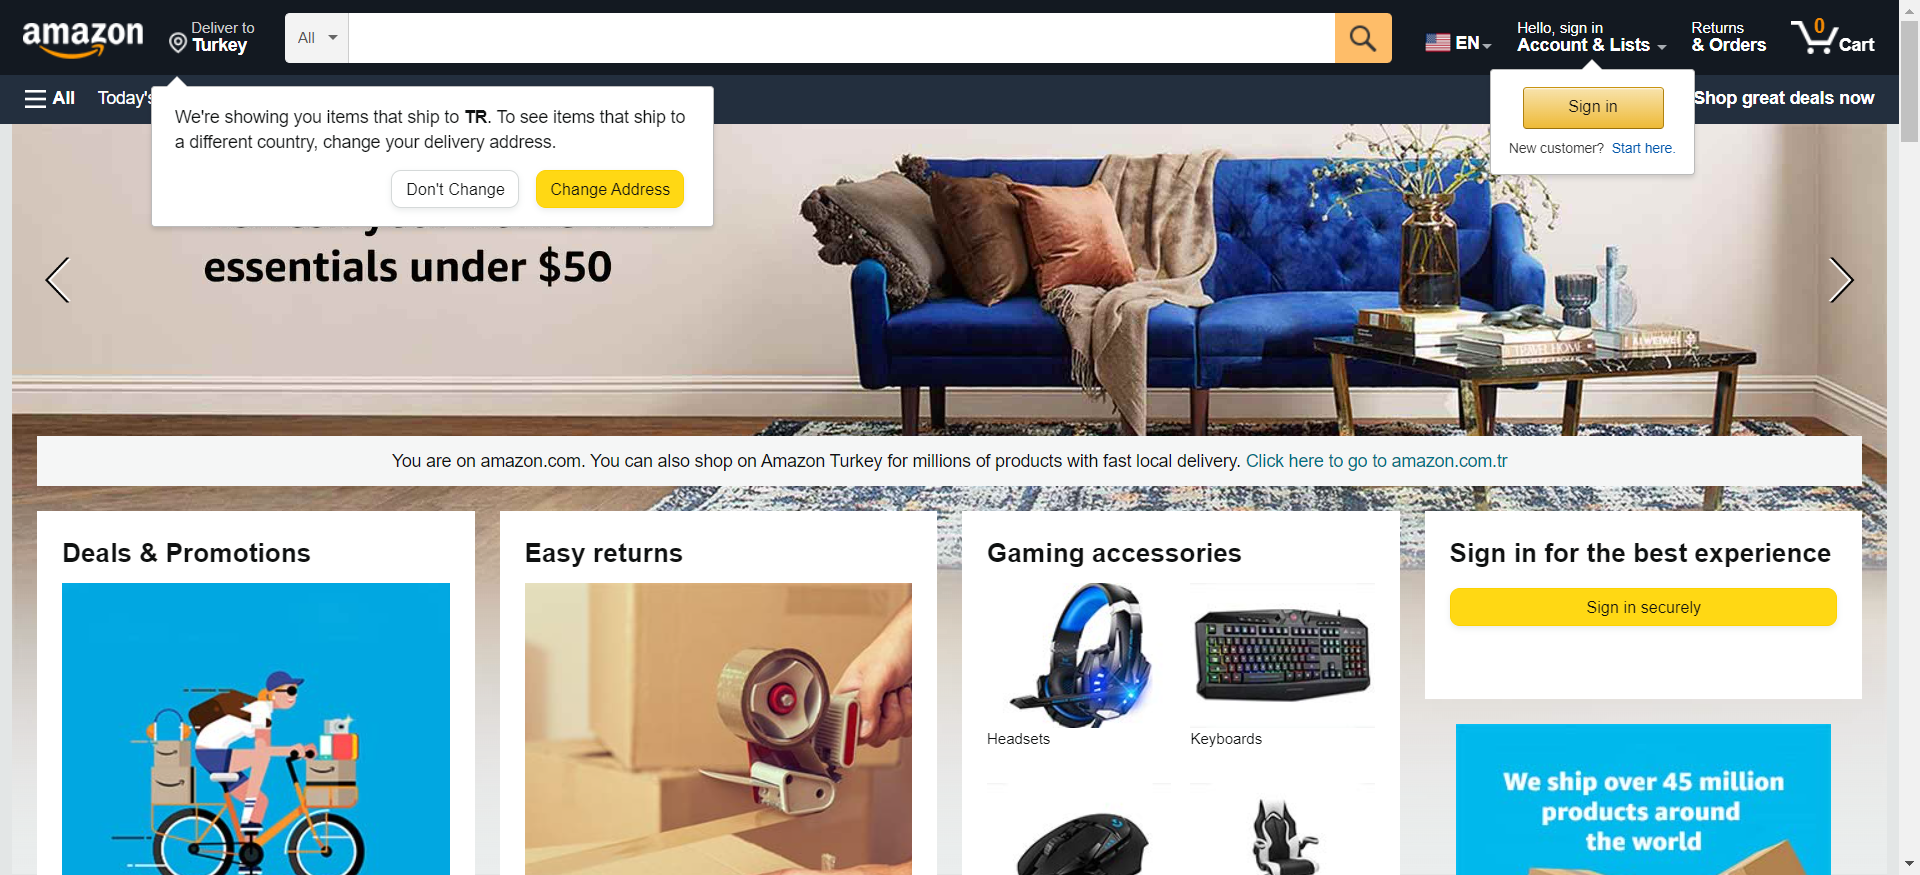 amazon
Deliver to
Turkey
All
EN
Hello, sign in
Account & Lists
Returns
& Orders
0
Cart
All
Today's
Shop great deals now
We're showing you items that ship to TR. To see items that ship to
a different country, change your delivery address.
Don't Change
Change Address
Sign in
New customer? Start here.
essentials under $50
TRAVEL HOME
AI WEIWEI
You are on amazon.com. You can also shop on Amazon Turkey for millions of products with fast local delivery. Click here to go to amazon.com.tr
Deals & Promotions
Easy returns
Gaming accessories
Headsets
Keyboards
Sign in for the best experience
Sign in securely
We ship over 45 million
products around
the world